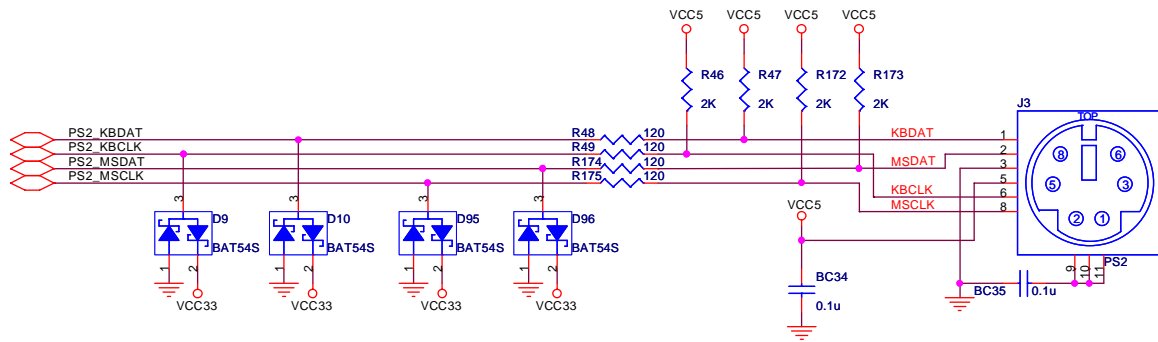 VCC5 VCC5 VCC5 VCC5
R46 R47 R172 R173
2K 2K 2K 2K
J3
TOP
PS2_KBDAT R48 120 KBDAT 1
PS2_KBCLK R49 120 2
PS2_MSDAT R174 120 MSDAT 3
PS2_MSCLK R175 120 5
KBCLK 6
MSCLK 8
8 6
5 3
2 1
3 3 3 3
VCC5
D9 D10 D95 D96
BAT54S BAT54S BAT54S BAT54S
1 2 1 2 1 2 1 2
VCC33 VCC33 VCC33 VCC33
BC34
0.1u
PS2
9 10 11
BC35 0.1u